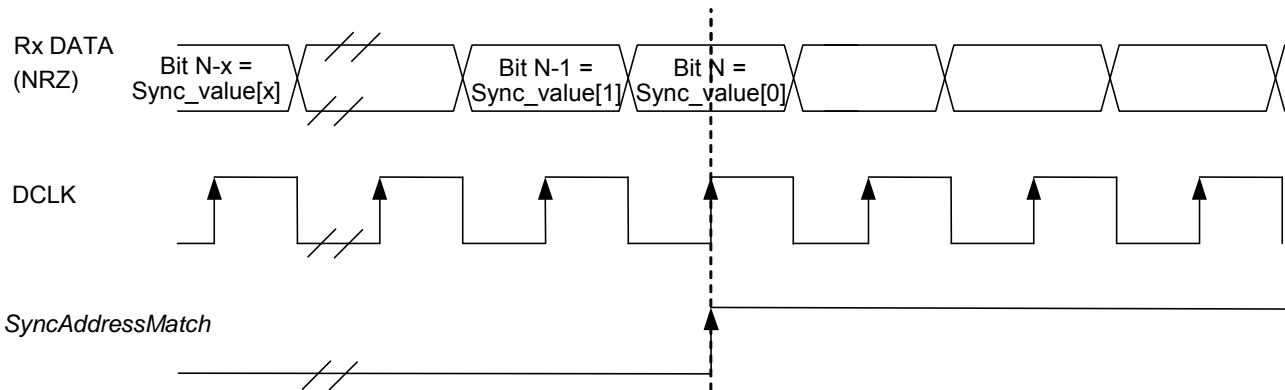 Rx DATA
(NRZ)
Bit N-x =
Sync_value[x]
Bit N-1 =
Sync_value[1]
Bit N =
Sync_value[0]
DCLK
SyncAddressMatch